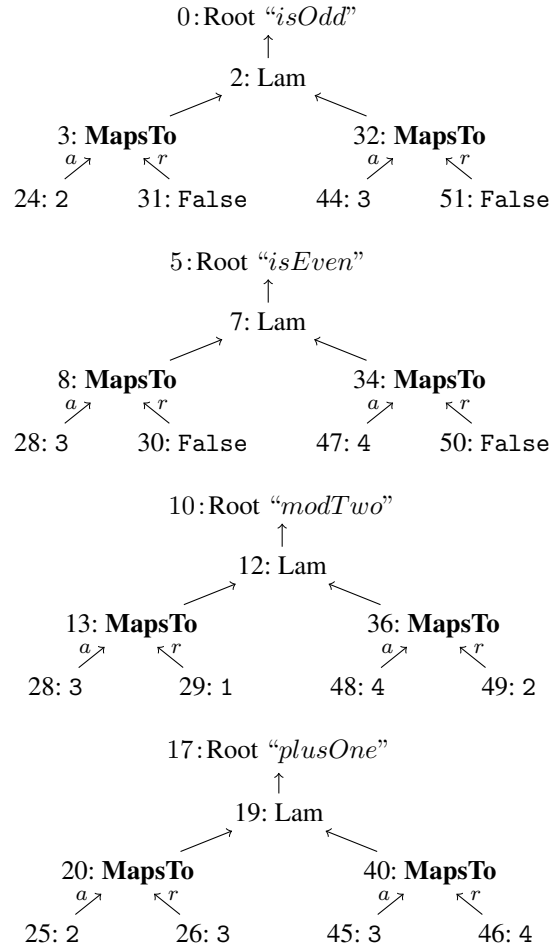 0: Root “isOdd”
2: Lam
3: MapsTo 32: MapsTo
a r a r
24: 2 31: False 44: 3 51: False
5: Root “isEven”
7: Lam
8: MapsTo 34: MapsTo
a r a r
28: 3 30: False 47: 4 50: False
10: Root “modTwo”
12: Lam
13: MapsTo 36: MapsTo
a r a r
28: 3 29: 1 48: 4 49: 2
17: Root “plusOne”
19: Lam
20: MapsTo 40: MapsTo
a r a r
25: 2 26: 3 45: 3 46: 4